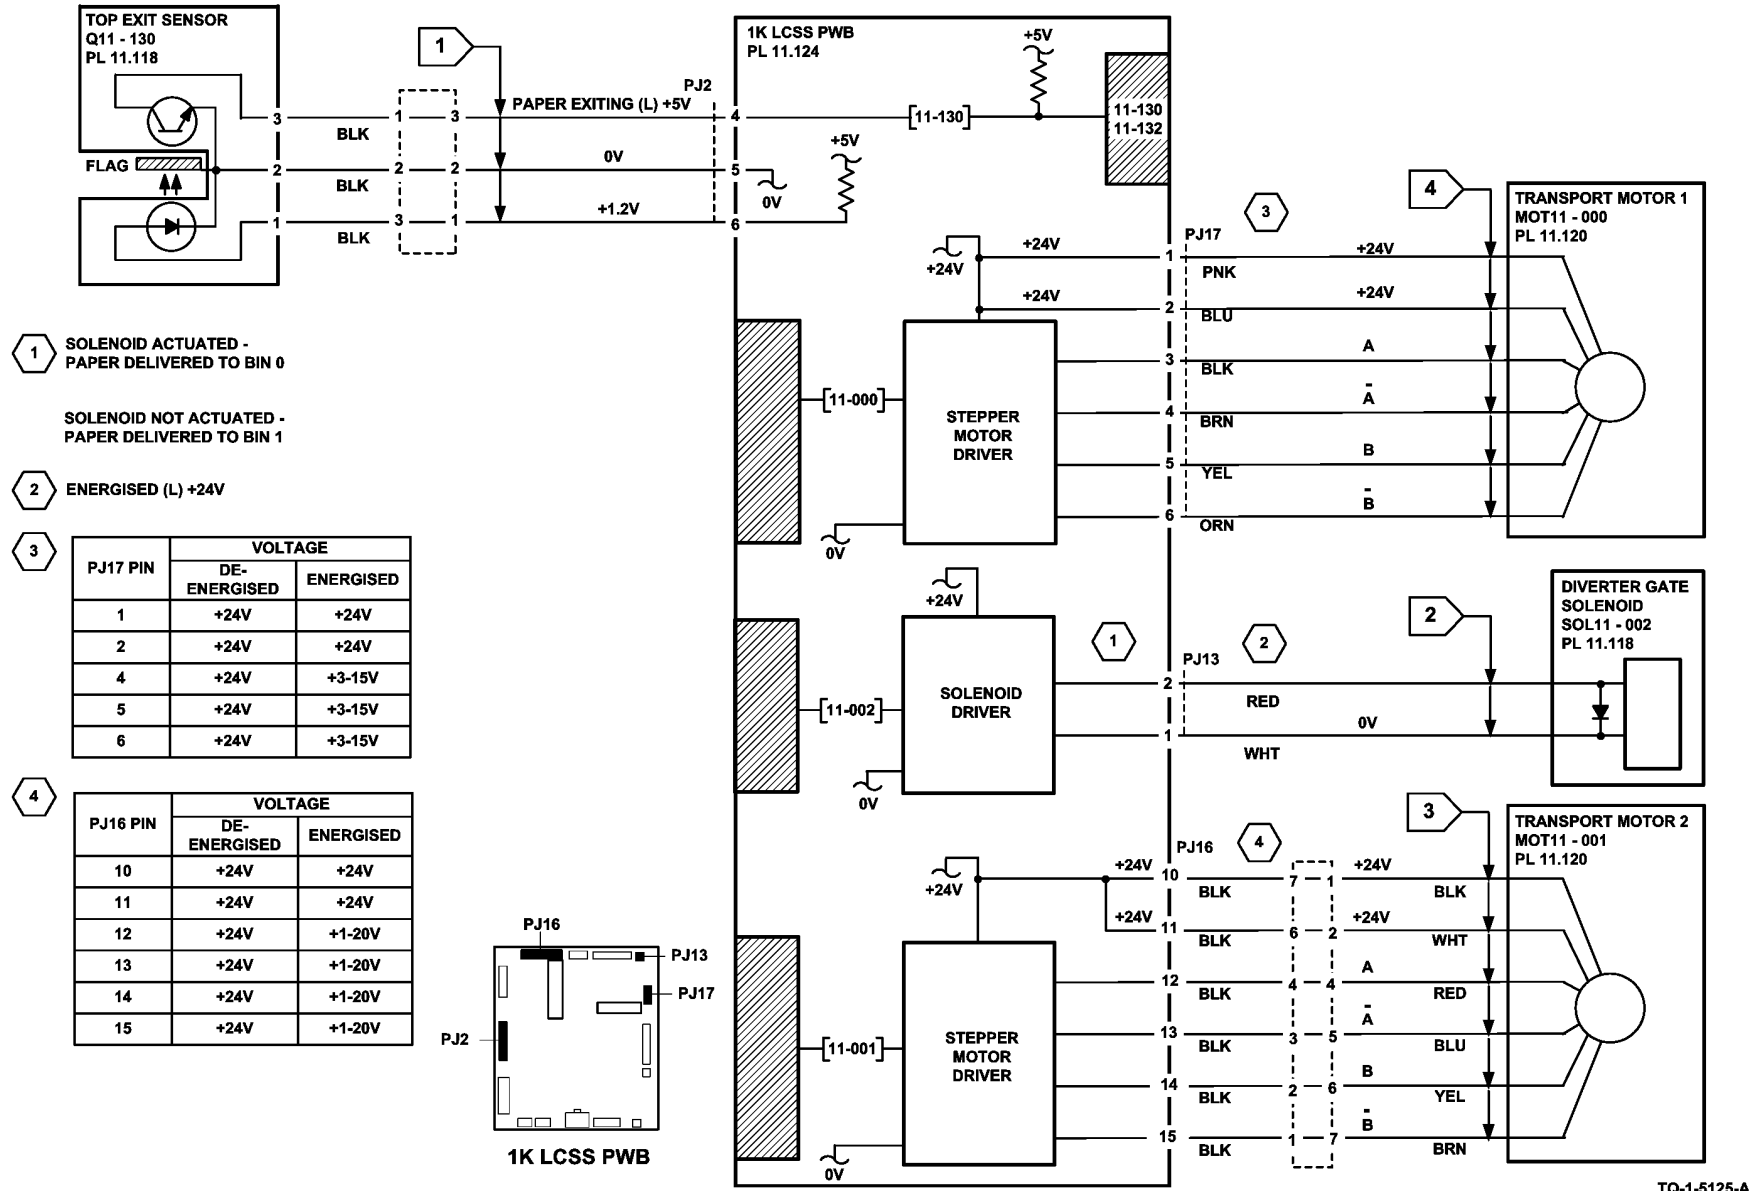 TOP EXIT SENSOR
Q11 - 130
PL 11.118
FLAG
3
2
1
BLK
BLK
BLK
1
2
3
3
2
1
1
PAPER EXITING (L) +5V
0V
+1.2V
PJ2
4
5
6
1K LCSS PWB
PL 11.124
+5V
[11-130]
11-130
11-132
+5V
0V
1
SOLENOID ACTUATED -
PAPER DELIVERED TO BIN 0
SOLENOID NOT ACTUATED -
PAPER DELIVERED TO BIN 1
2
ENERGISED (L) +24V
3
PJ17 PIN
VOLTAGE
DE-
ENERGISED
ENERGISED
1 +24V +24V
2 +24V +24V
4 +24V +3-15V
5 +24V +3-15V
6 +24V +3-15V
4
PJ16 PIN
VOLTAGE
DE-
ENERGISED
ENERGISED
10 +24V +24V
11 +24V +24V
12 +24V +1-20V
13 +24V +1-20V
14 +24V +1-20V
15 +24V +1-20V
PJ16
PJ13
PJ17
PJ2
1K LCSS PWB
+24V
+24V
+24V
[11-000]
STEPPER
MOTOR
DRIVER
0V
PJ17
3
4
1
PNK
+24V
2
BLU
+24V
3
BLK
A
4
BRN
A
5
YEL
B
6
ORN
B
TRANSPORT MOTOR 1
MOT11 - 000
PL 11.120
+24V
[11-002]
SOLENOID
DRIVER
0V
1
PJ13
2
2
2
RED
1
WHT
0V
DIVERTER GATE
SOLENOID
SOL11 - 002
PL 11.118
+24V
[11-001]
STEPPER
MOTOR
DRIVER
0V
PJ16
4
3
+24V
10
BLK
7
1
+24V
BLK
+24V
11
BLK
6
2
+24V
WHT
12
BLK
4
4
A
RED
13
BLK
3
5
A
BLU
14
BLK
2
6
B
YEL
15
BLK
1
7
B
BRN
TRANSPORT MOTOR 2
MOT11 - 001
PL 11.120
TO-1-5125-A